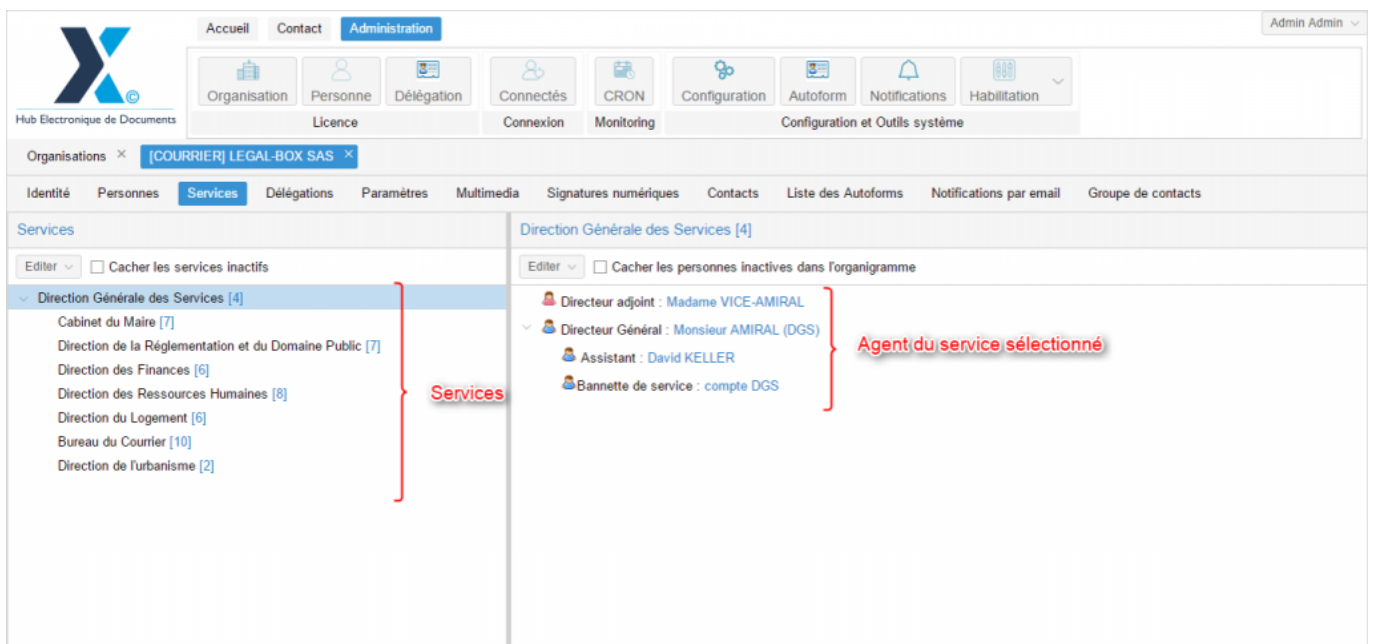 Accueil Contact Administration Admin Admin
Organisation Personne Délégation Connectés CRON Configuration Autoform Notifications Habilitation
Hub Electronique de Documents Licence Connexion Monitoring Configuration et Outils système
Organisations × [COURRIER] LEGAL-BOX SAS ×
Identité Personnes Services Délégations Paramètres Multimedia Signatures numériques Contacts Liste des Autoforms Notifications par email Groupe de contacts
Services
Editer Cacher les services inactifs
Direction Générale des Services [4]
Cabinet du Maire [7]
Direction de la Réglementation et du Domaine Public [7]
Direction des Finances [6]
Direction des Ressources Humaines [8]
Direction du Logement [6]
Bureau du Courrier [10]
Direction de l'urbanisme [2]
Services
Direction Générale des Services [4]
Editer Cacher les personnes inactives dans l'organigramme
Directeur adjoint : Madame VICE-AMIRAL
Directeur Général : Monsieur AMIRAL (DGS)
Assistant : David KELLER
Bannette de service : compte DGS
Agent du service sélectionné